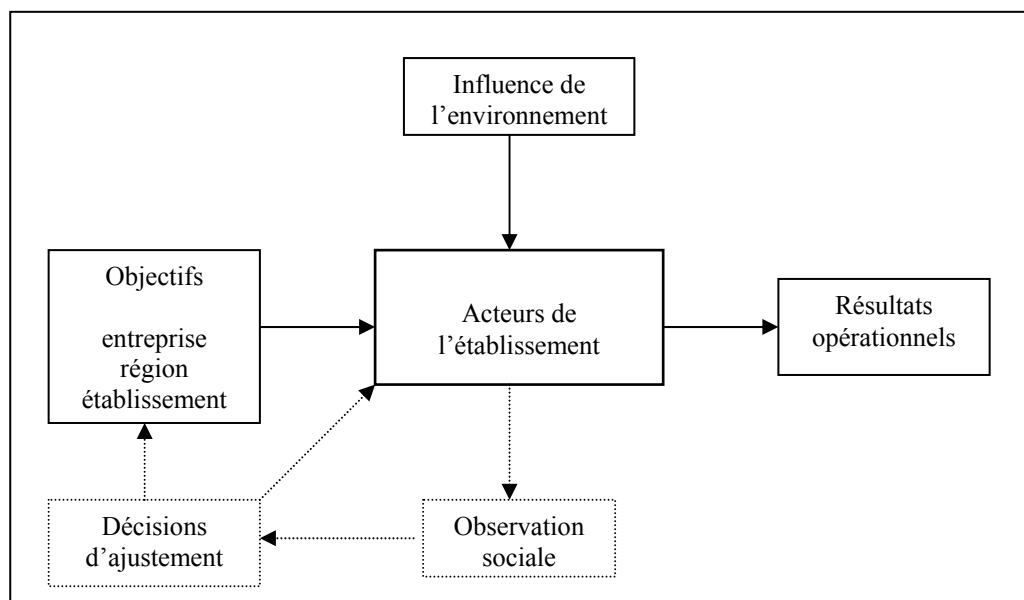 Influence de
l’environnement
Objectifs
entreprise
région
établissement
Acteurs de
l’établissement
Résultats
opérationnels
Décisions
d’ajustement
Observation
sociale